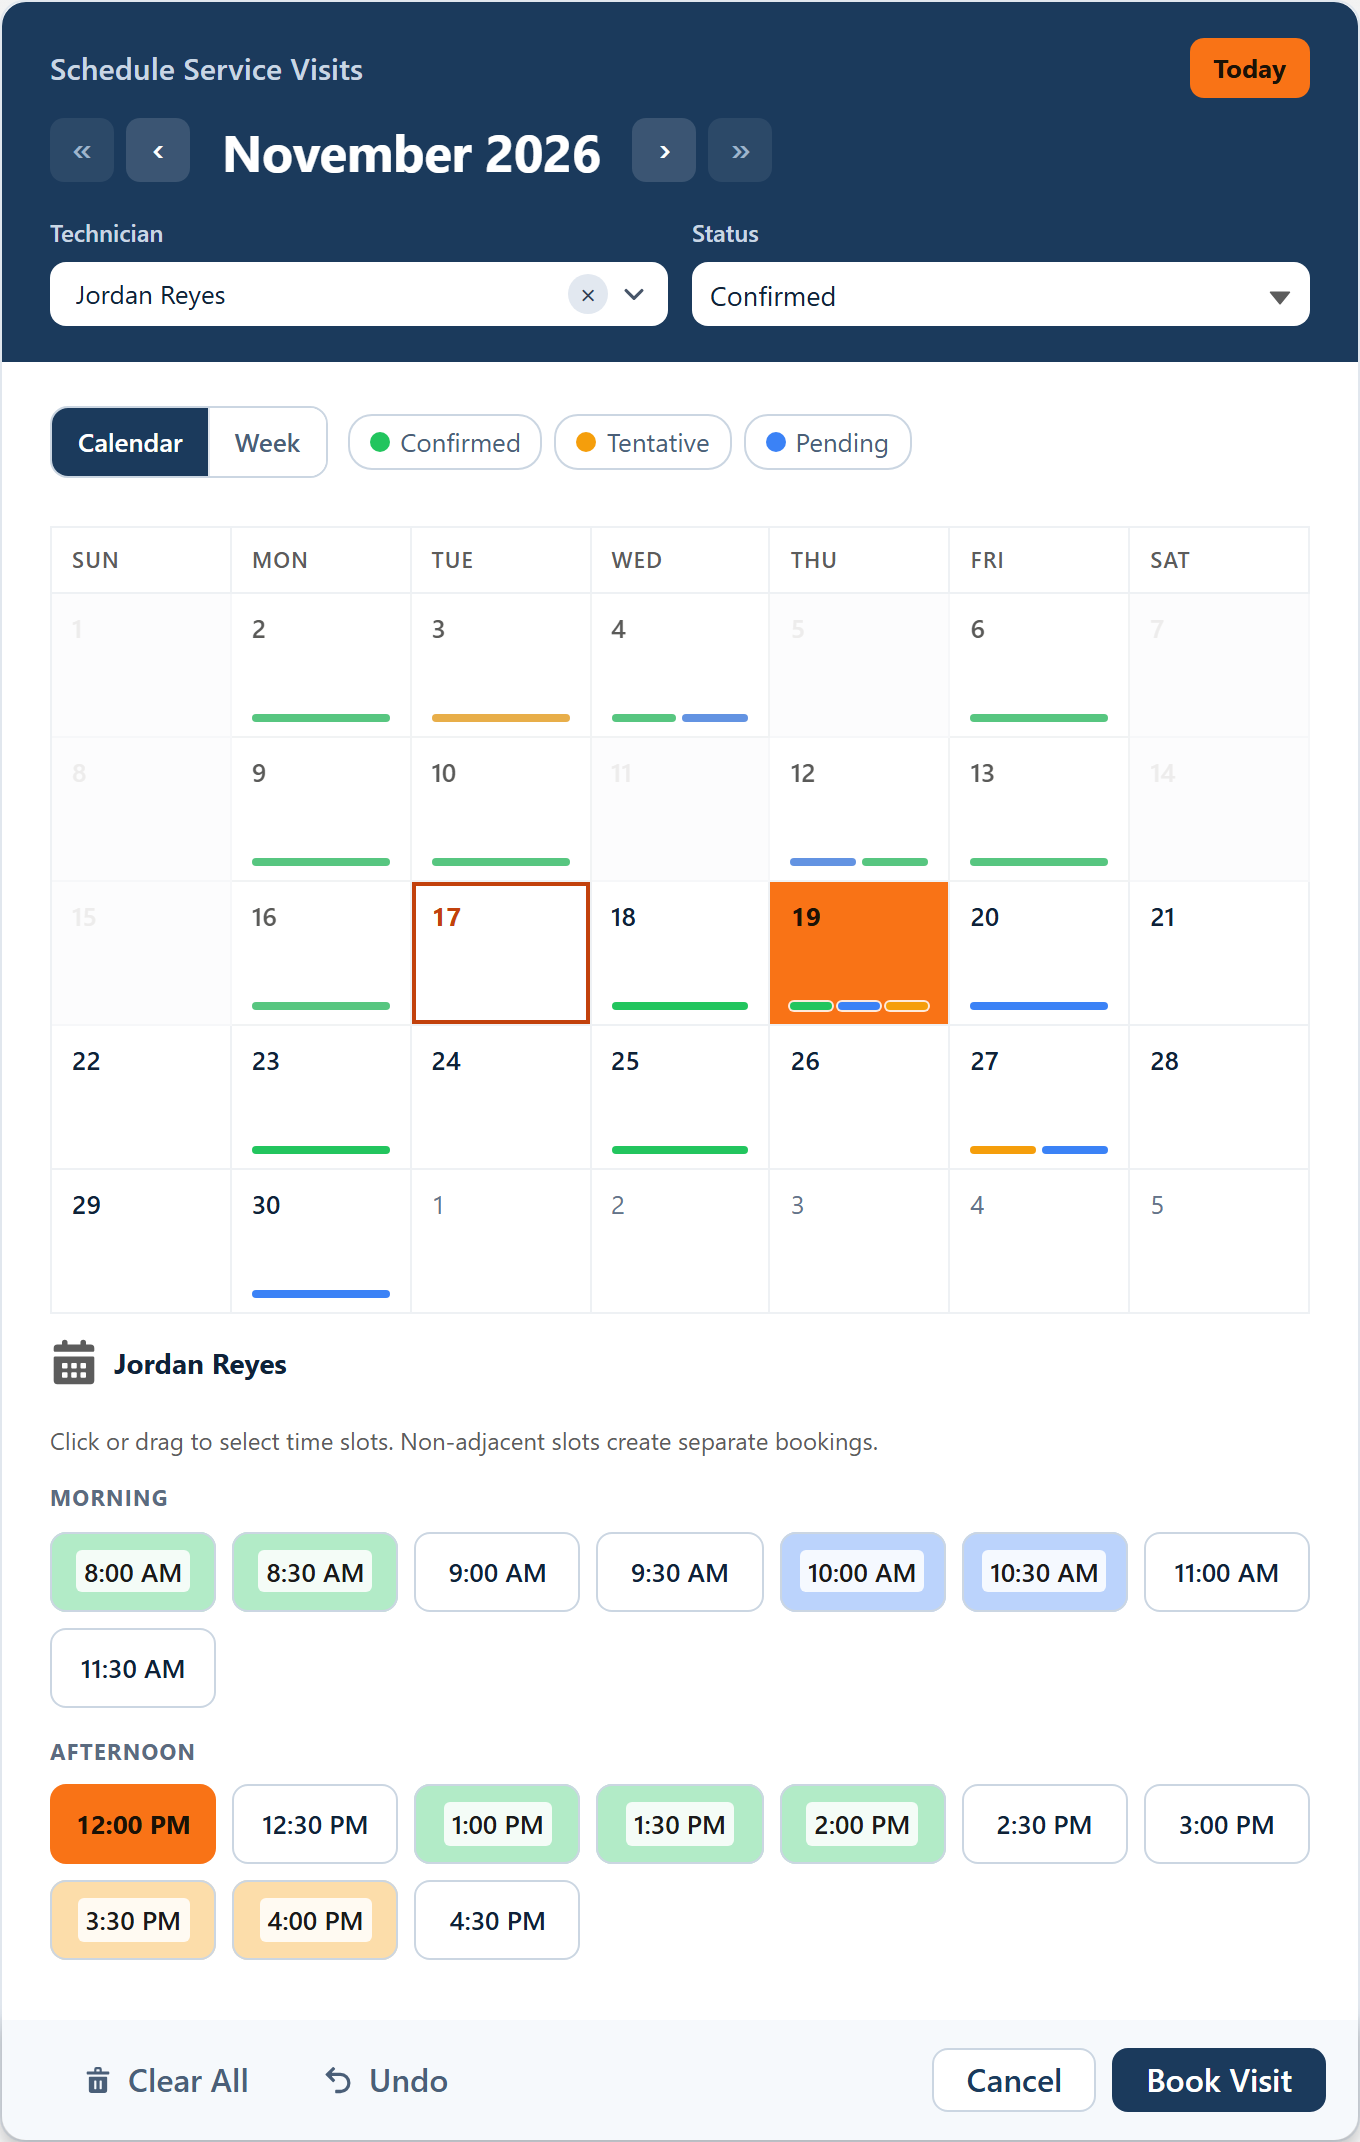 Schedule Service Visits
Today
« ‹ November 2026 › »
Technician
Status
Jordan Reyes ×
Confirmed
Calendar Week Confirmed Tentative Pending
SUN MON TUE WED THU FRI SAT
1 2 3 4 5 6 7
8 9 10 11 12 13 14
15 16 17 18 19 20 21
22 23 24 25 26 27 28
29 30 1 2 3 4 5
Jordan Reyes
Click or drag to select time slots. Non-adjacent slots create separate bookings.
MORNING
8:00 AM 8:30 AM 9:00 AM 9:30 AM 10:00 AM 10:30 AM 11:00 AM
11:30 AM
AFTERNOON
12:00 PM 12:30 PM 1:00 PM 1:30 PM 2:00 PM 2:30 PM 3:00 PM
3:30 PM 4:00 PM 4:30 PM
Clear All Undo Cancel Book Visit